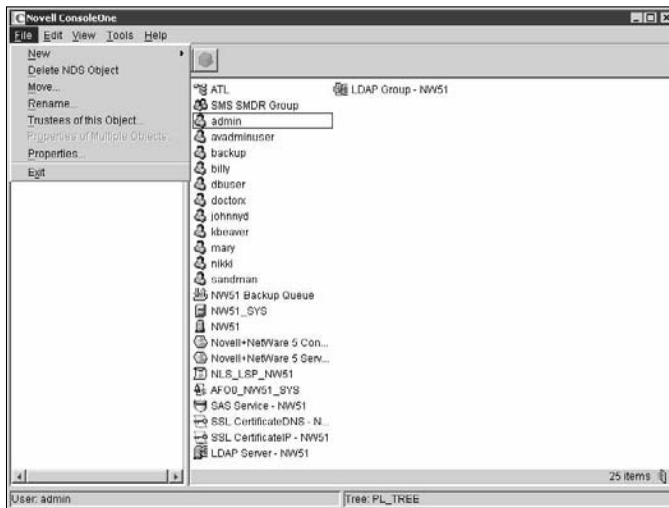 Novell ConsoleOne
File Edit View Tools Help
New
Delete NDS Object
Move...
Rename...
Trustees of this Object...
Properties of Multiple Objects...
Properties...
Exit
ATL
SMS SMDR Group
admin
avadminuser
backup
billy
dbuser
doctorx
johnnyd
kbeaver
mary
nikki
sandman
NW51 Backup Queue
NW51_SYS
NW51
Novell+NetWare 5 Con...
Novell+NetWare 5 Serv...
NLS_LSP_NW51
AFO0_NW51_SYS
SAS Service - NW51
SSL CertificateDNS - N...
SSL CertificateIP - NW51
LDAP Server - NW51
LDAP Group - NW51
25 items
User: admin
Tree: PL_TREE